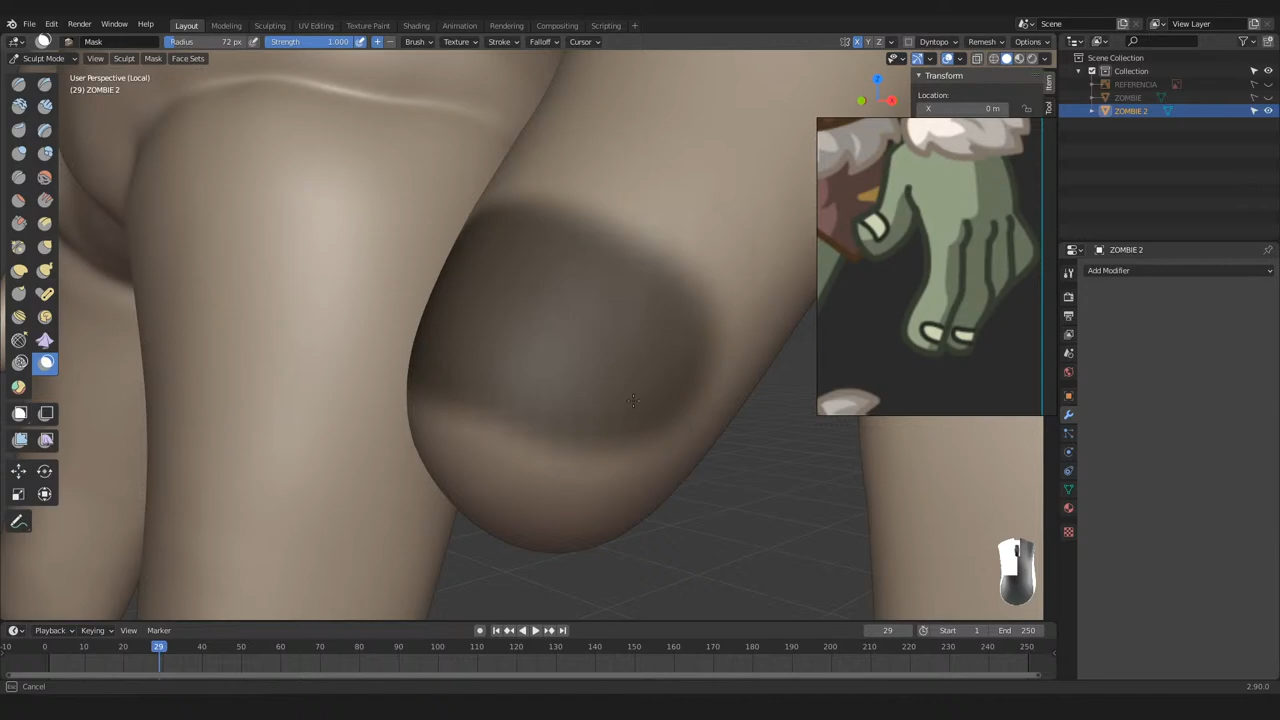 File Edit Render Window Help Layout Modeling Sculpting UV Editing Texture Paint Shading Animation Rendering Compositing Scripting + Scene View Layer
Mask Radius 72 px Strength 1.000 Brush Texture Stroke Falloff Cursor X Y Z Dyntopo Remesh Options
Sculpt Mode View Sculpt Mask Face Sets
User Perspective (Local)
(29) ZOMBIE 2
Transform
Location:
X 0 m
Item
Tool
Scene Collection
Collection
REFERENCIA
ZOMBIE
ZOMBIE 2
ZOMBIE 2
Add Modifier
Playback Keying View Marker 29 Start 1 End 250
-10 0 10 20 29 40 50 60 70 80 90 100 110 120 130 140 150 160 170 180 190 200 210 220 230 240 250
Cancel 2.90.0